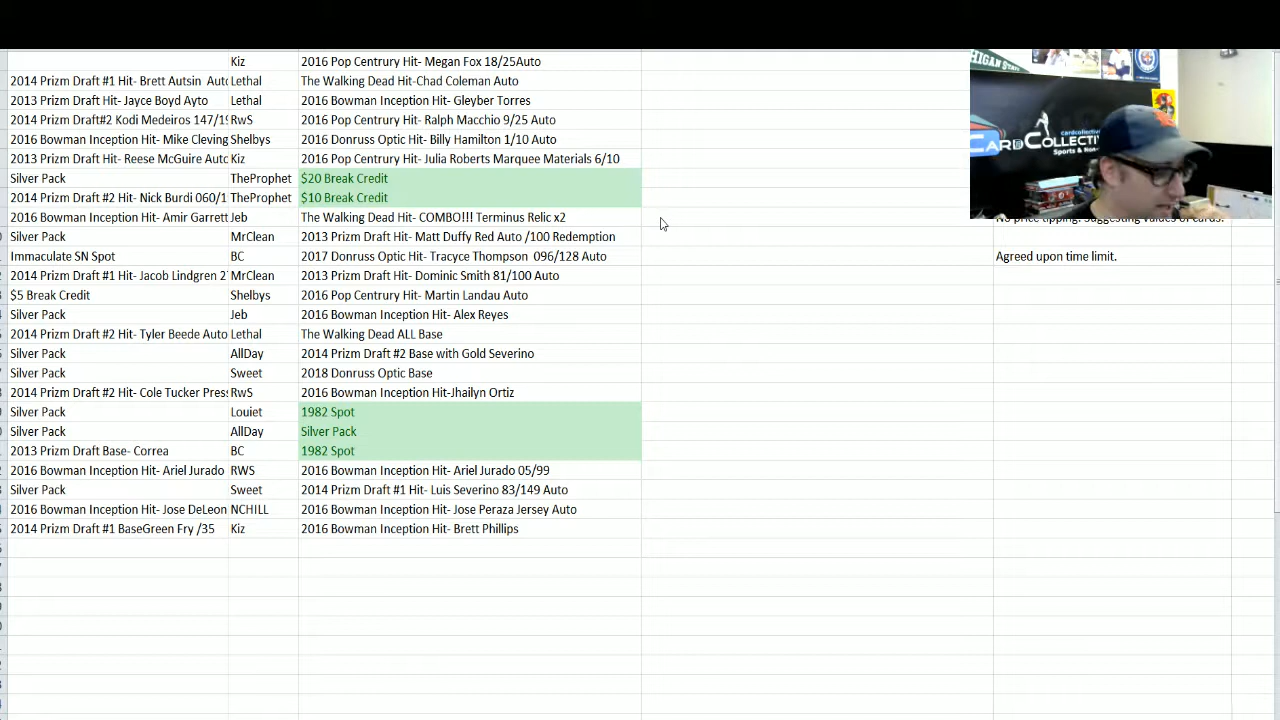 Kiz 2016 Pop Centrury Hit- Megan Fox 18/25Auto
2014 Prizm Draft #1 Hit- Brett Autsin Auto Lethal The Walking Dead Hit-Chad Coleman Auto
2013 Prizm Draft Hit- Jayce Boyd Ayto Lethal 2016 Bowman Inception Hit- Gleyber Torres
2014 Prizm Draft#2 Kodi Medeiros 147/19 RwS 2016 Pop Centrury Hit- Ralph Macchio 9/25 Auto
2016 Bowman Inception Hit- Mike Cleving Shelbys 2016 Donruss Optic Hit- Billy Hamilton 1/10 Auto
2013 Prizm Draft Hit- Reese McGuire Auto Kiz 2016 Pop Centrury Hit- Julia Roberts Marquee Materials 6/10
Silver Pack TheProphet $20 Break Credit
2014 Prizm Draft #2 Hit- Nick Burdi 060/1 TheProphet $10 Break Credit
2016 Bowman Inception Hit- Amir Garrett Jeb The Walking Dead Hit- COMBO!!! Terminus Relic x2
No price tipping. Suggesting values of cards.
Silver Pack MrClean 2013 Prizm Draft Hit- Matt Duffy Red Auto /100 Redemption
Immaculate SN Spot BC 2017 Donruss Optic Hit- Tracyce Thompson 096/128 Auto Agreed upon time limit.
2014 Prizm Draft #1 Hit- Jacob Lindgren 2 MrClean 2013 Prizm Draft Hit- Dominic Smith 81/100 Auto
$5 Break Credit Shelbys 2016 Pop Centrury Hit- Martin Landau Auto
Silver Pack Jeb 2016 Bowman Inception Hit- Alex Reyes
2014 Prizm Draft #2 Hit- Tyler Beede Auto Lethal The Walking Dead ALL Base
Silver Pack AllDay 2014 Prizm Draft #2 Base with Gold Severino
Silver Pack Sweet 2018 Donruss Optic Base
2014 Prizm Draft #2 Hit- Cole Tucker Press RwS 2016 Bowman Inception Hit-Jhailyn Ortiz
Silver Pack Louiet 1982 Spot
Silver Pack AllDay Silver Pack
2013 Prizm Draft Base- Correa BC 1982 Spot
2016 Bowman Inception Hit- Ariel Jurado RWS 2016 Bowman Inception Hit- Ariel Jurado 05/99
Silver Pack Sweet 2014 Prizm Draft #1 Hit- Luis Severino 83/149 Auto
2016 Bowman Inception Hit- Jose DeLeon NCHILL 2016 Bowman Inception Hit- Jose Peraza Jersey Auto
2014 Prizm Draft #1 BaseGreen Fry /35 Kiz 2016 Bowman Inception Hit- Brett Phillips